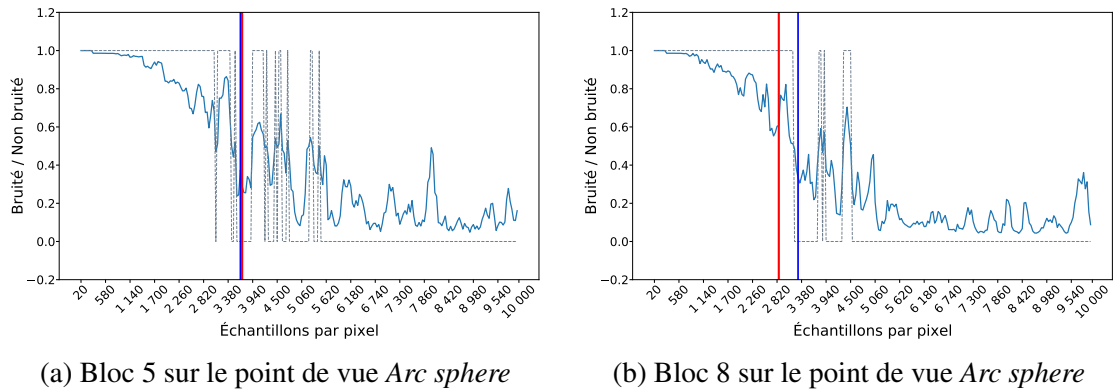 1.2
1.0
0.8
0.6
0.4
0.2
0.0
−0.2
Bruité / Non bruité
20 580 1 140 1 700 2 260 2 820 3 380 3 940 4 500 5 060 5 620 6 180 6 740 7 300 7 860 8 420 8 980 9 540 10 000
Échantillons par pixel
(a) Bloc 5 sur le point de vue Arc sphere
1.2
1.0
0.8
0.6
0.4
0.2
0.0
−0.2
Bruité / Non bruité
20 580 1 140 1 700 2 260 2 820 3 380 3 940 4 500 5 060 5 620 6 180 6 740 7 300 7 860 8 420 8 980 9 540 10 000
Échantillons par pixel
(b) Bloc 8 sur le point de vue Arc sphere